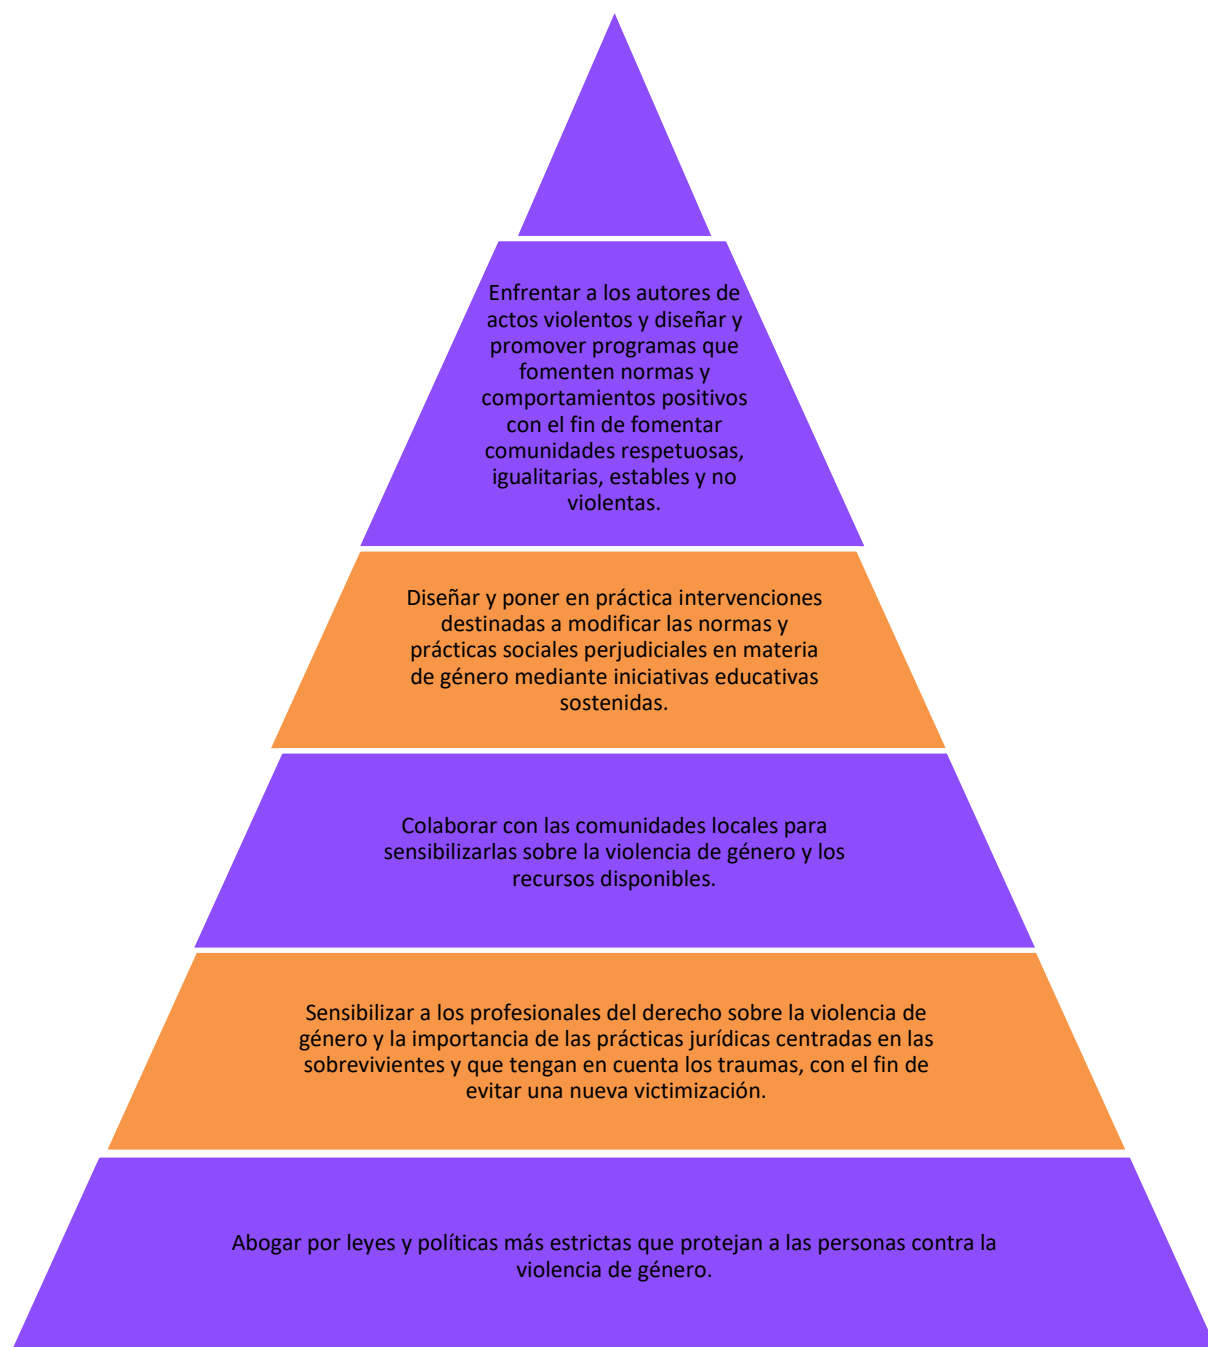 Enfrentar a los autores de
actos violentos y diseñar y
promover programas que
fomenten normas y
comportamientos positivos
con el fin de fomentar
comunidades respetuosas,
igualitarias, estables y no
violentas.
Diseñar y poner en práctica intervenciones
destinadas a modificar las normas y
prácticas sociales perjudiciales en materia
de género mediante iniciativas educativas
sostenidas.
Colaborar con las comunidades locales para
sensibilizarlas sobre la violencia de género y los
recursos disponibles.
Sensibilizar a los profesionales del derecho sobre la violencia de
género y la importancia de las prácticas jurídicas centradas en las
sobrevivientes y que tengan en cuenta los traumas, con el fin de
evitar una nueva victimización.
Abogar por leyes y políticas más estrictas que protejan a las personas contra la
violencia de género.